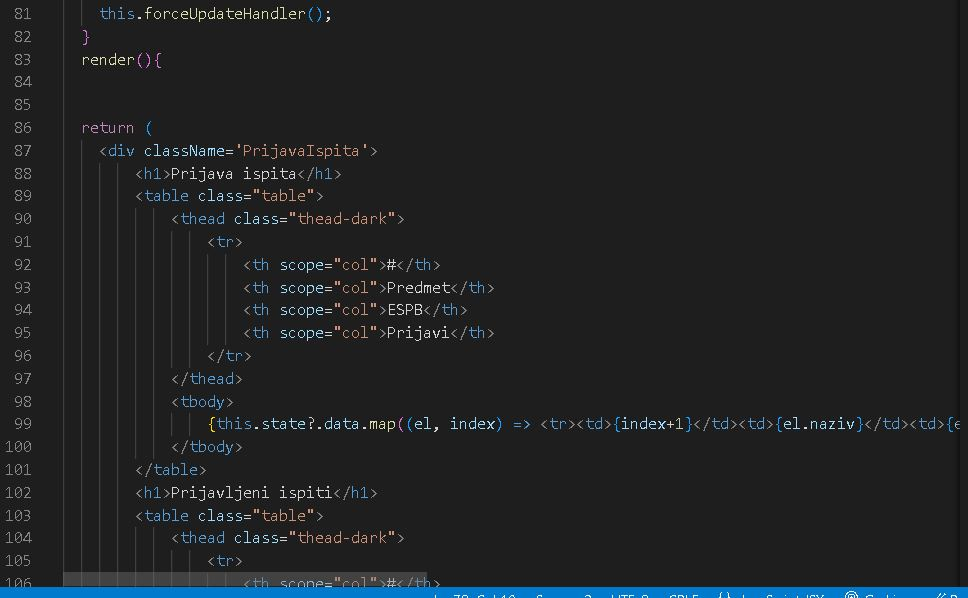 81 this.forceUpdateHandler();
82 }
83 render(){
84
85
86 return (
87 <div className='PrijavaIspita'>
88 <h1>Prijava ispita</h1>
89 <table class="table">
90 <thead class="thead-dark">
91 <tr>
92 <th scope="col">#</th>
93 <th scope="col">Predmet</th>
94 <th scope="col">ESPB</th>
95 <th scope="col">Prijavi</th>
96 </tr>
97 </thead>
98 <tbody>
99 {this.state?.data.map((el, index) => <tr><td>{index+1}</td><td>{el.naziv}</td><td>{e
100 </tbody>
101 </table>
102 <h1>Prijavljeni ispiti</h1>
103 <table class="table">
104 <thead class="thead-dark">
105 <tr>
106 <th scope="col">#</th>